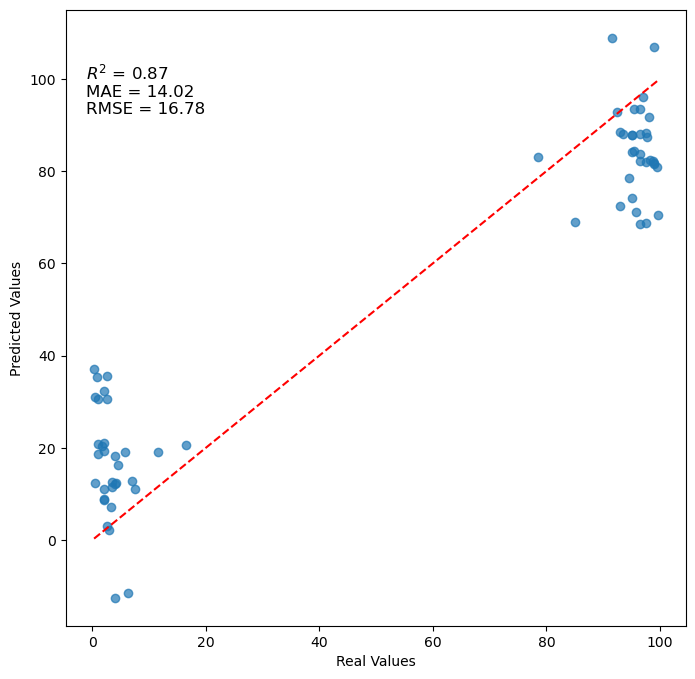 R² = 0.87
MAE = 14.02
RMSE = 16.78
100
80
60
40
20
0
Predicted Values
0 20 40 60 80 100
Real Values